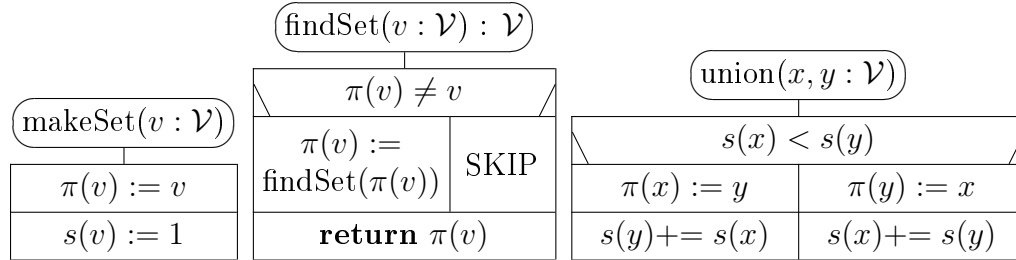 makeSet(v : 𝒱)
π(v) := v
s(v) := 1
findSet(v : 𝒱) : 𝒱
π(v) ≠ v
π(v) :=
findSet(π(v))
SKIP
return π(v)
union(x, y : 𝒱)
s(x) < s(y)
π(x) := y
π(y) := x
s(y)+= s(x)
s(x)+= s(y)